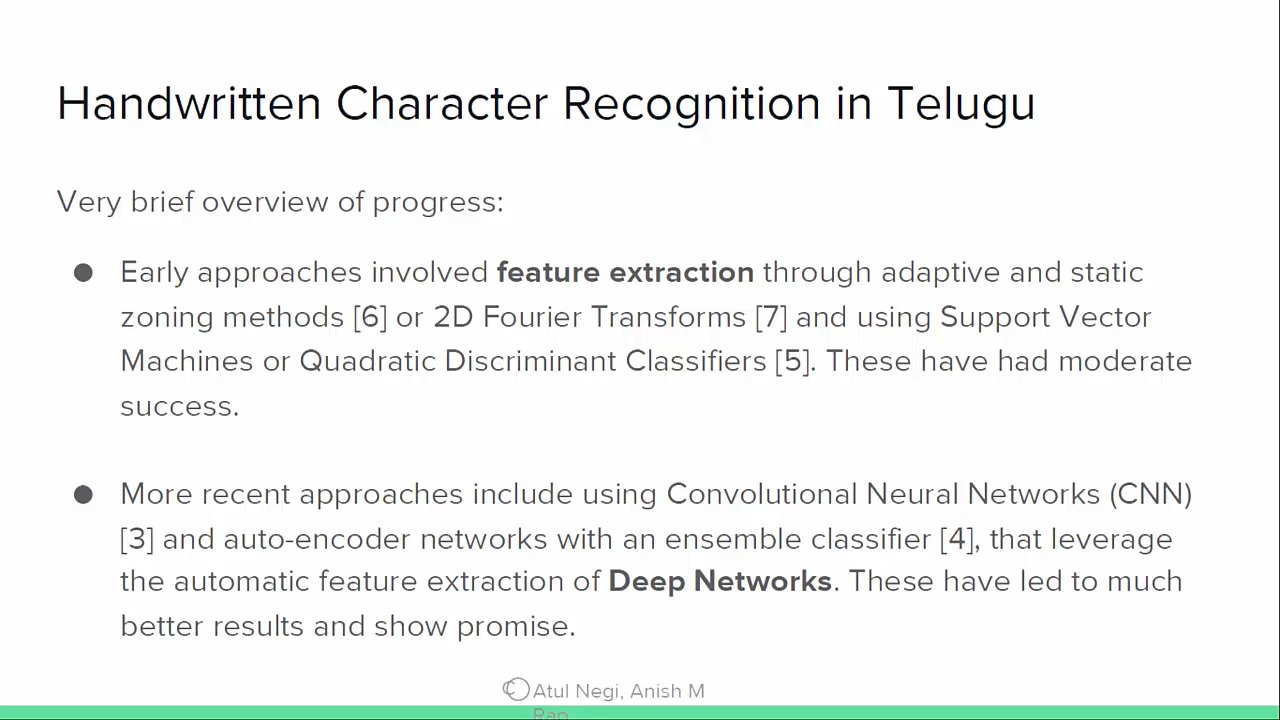 Handwritten Character Recognition in Telugu
Very brief overview of progress:
● Early approaches involved feature extraction through adaptive and static
zoning methods [6] or 2D Fourier Transforms [7] and using Support Vector
Machines or Quadratic Discriminant Classifiers [5]. These have had moderate
success.
● More recent approaches include using Convolutional Neural Networks (CNN)
[3] and auto-encoder networks with an ensemble classifier [4], that leverage
the automatic feature extraction of Deep Networks. These have led to much
better results and show promise.
© Atul Negi, Anish M
Rao